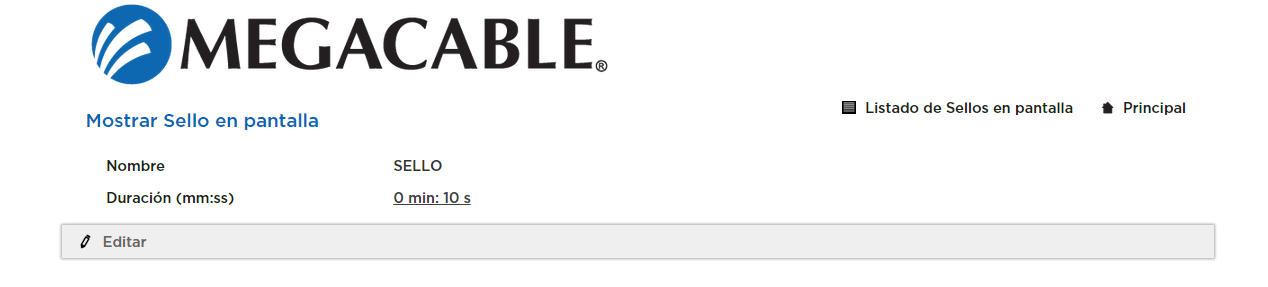 MEGACABLE®
Listado de Sellos en pantalla Principal
Mostrar Sello en pantalla
Nombre SELLO
Duración (mm:ss) 0 min: 10 s
Editar